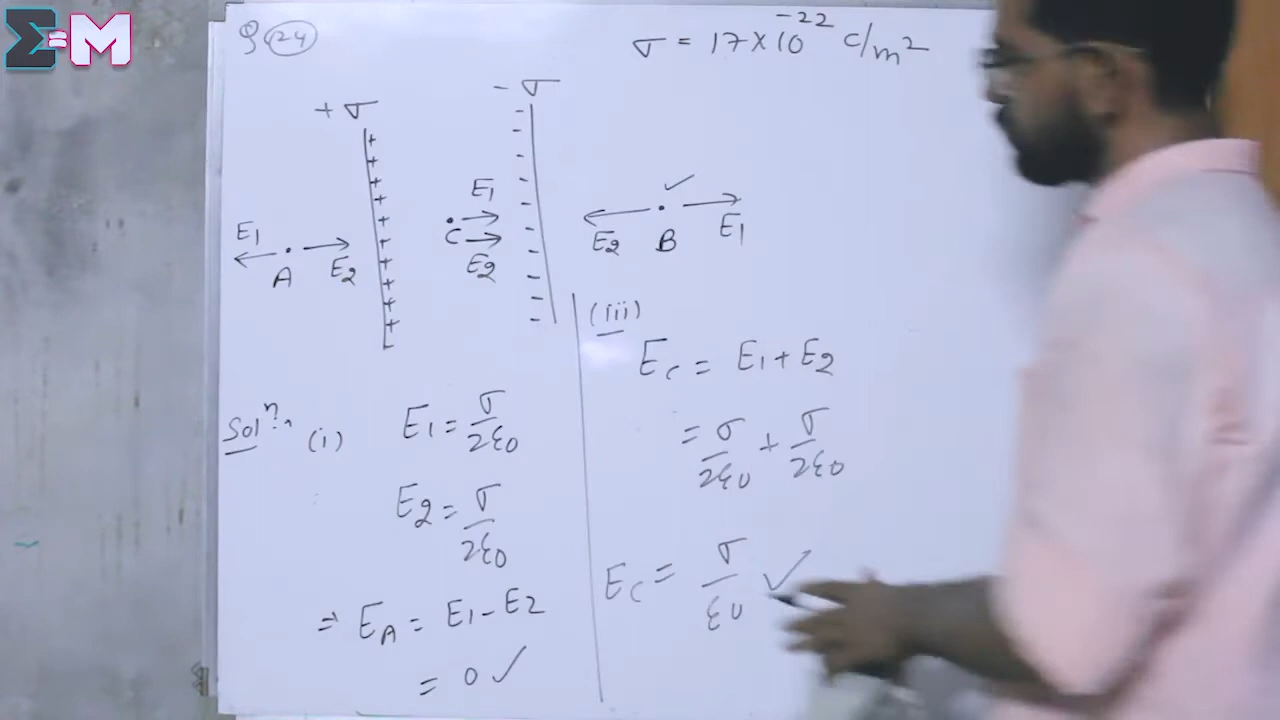 Σ=M
Q 24
σ = 17×10⁻²² C/m²
+ σ
- σ
E1
A
E2
E1
C
E2
E2
B
E1
Solⁿ. (i) E1 = σ/2ε0
E2 = σ/2ε0
⇒ EA = E1 - E2
= 0 ✓
(iii)
EC = E1 + E2
= σ/2ε0 + σ/2ε0
EC = σ/ε0 ✓